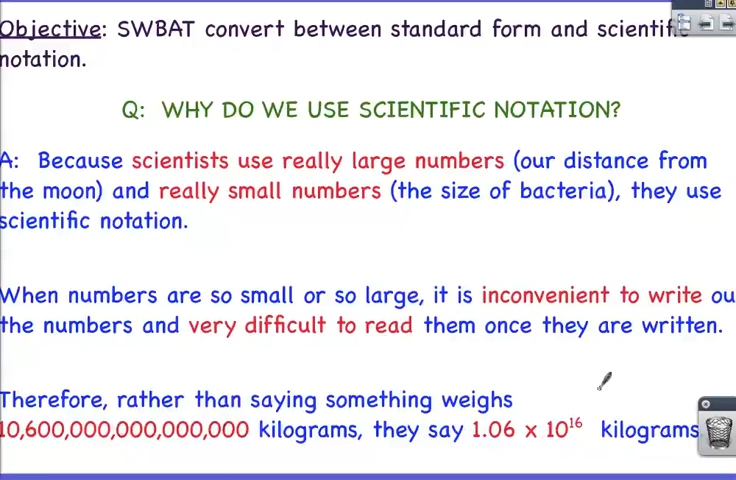 Objective: SWBAT convert between standard form and scientific
notation.
Q: WHY DO WE USE SCIENTIFIC NOTATION?
A: Because scientists use really large numbers (our distance from
the moon) and really small numbers (the size of bacteria), they use
scientific notation.
When numbers are so small or so large, it is inconvenient to write ou
the numbers and very difficult to read them once they are written.
Therefore, rather than saying something weighs
10,600,000,000,000,000 kilograms, they say 1.06 x 10¹⁶ kilograms